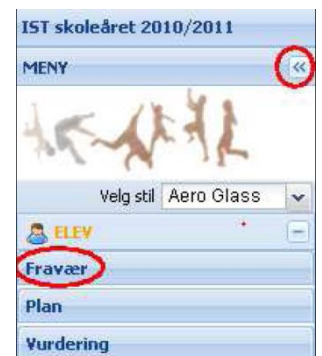 IST skoleåret 2010/2011
MENY
Velg stil Aero Glass
ELEV
Fravær
Plan
Vurdering